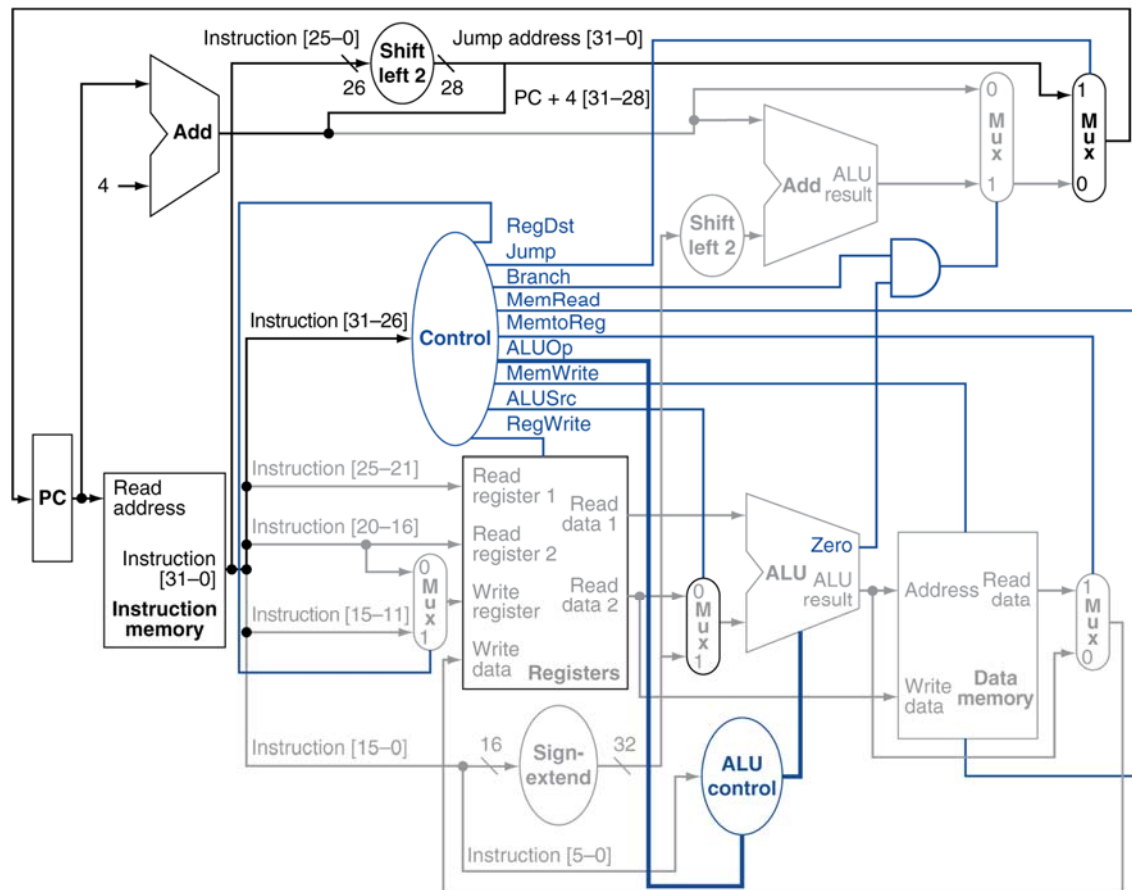 Instruction [25–0]
Shift
left 2
Jump address [31–0]
26
28
PC + 4 [31–28]
Add
4
0
M
u
x
1
1
M
u
x
0
Add
ALU
result
Shift
left 2
RegDst
Jump
Branch
MemRead
MemtoReg
ALUOp
MemWrite
ALUSrc
RegWrite
Instruction [31–26]
Control
PC
Read
address
Instruction
[31–0]
Instruction
memory
Instruction [25–21]
Instruction [20–16]
Instruction [15–11]
0
M
u
x
1
Read
register 1
Read
register 2
Write
register
Write
data
Read
data 1
Read
data 2
Registers
0
M
u
x
1
Zero
ALU
ALU
result
Address
Read
data
Write
data
Data
memory
1
M
u
x
0
Instruction [15–0]
16
Sign-
extend
32
ALU
control
Instruction [5–0]